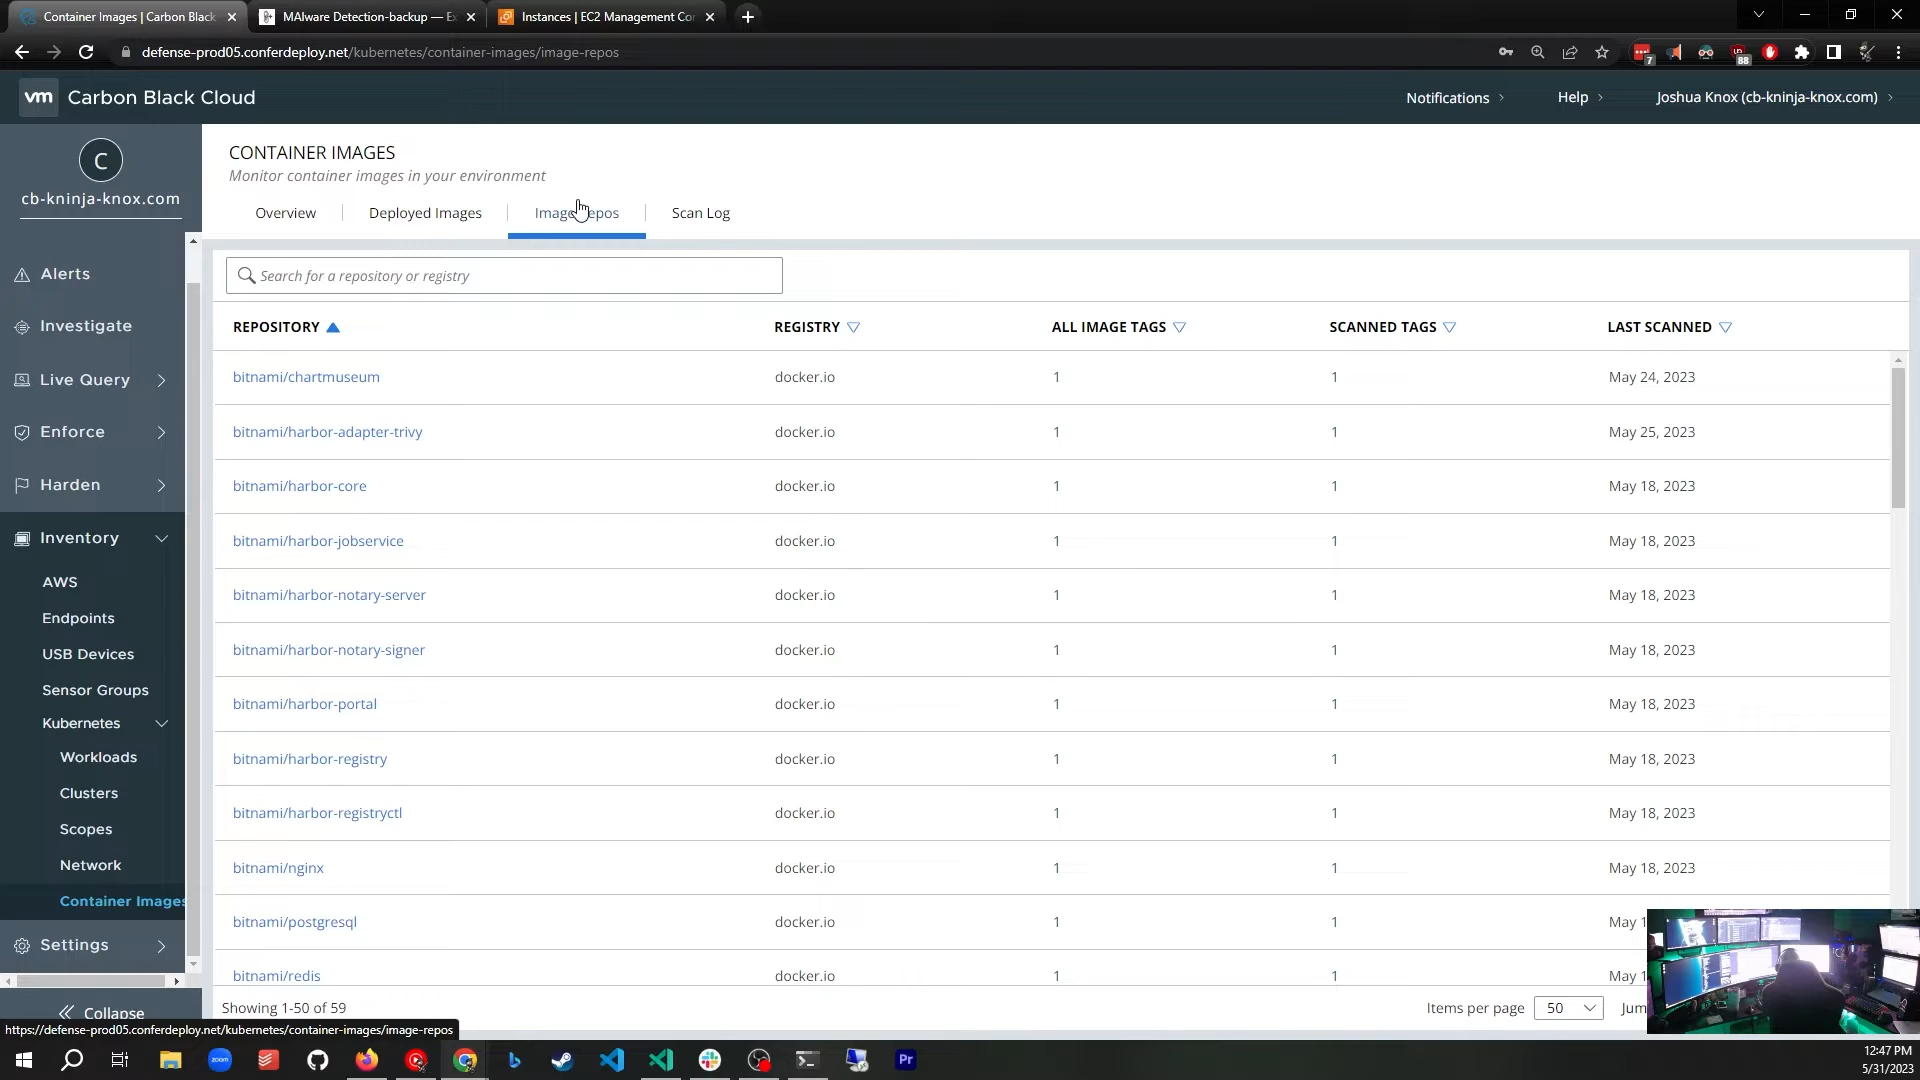 Container Images | Carbon Black
MAlware Detection-backup — Ex
Instances | EC2 Management Co
defense-prod05.conferdeploy.net/kubernetes/container-images/image-repos
7
88
vm Carbon Black Cloud
Notifications
Help
Joshua Knox (cb-kninja-knox.com)
C
cb-kninja-knox.com
Alerts
Investigate
Live Query
Enforce
Harden
Inventory
AWS
Endpoints
USB Devices
Sensor Groups
Kubernetes
Workloads
Clusters
Scopes
Network
Container Images
Settings
Collapse
CONTAINER IMAGES
Monitor container images in your environment
Overview Deployed Images Image Repos Scan Log
Search for a repository or registry
REPOSITORY REGISTRY ALL IMAGE TAGS SCANNED TAGS LAST SCANNED
bitnami/chartmuseum docker.io 1 1 May 24, 2023
bitnami/harbor-adapter-trivy docker.io 1 1 May 25, 2023
bitnami/harbor-core docker.io 1 1 May 18, 2023
bitnami/harbor-jobservice docker.io 1 1 May 18, 2023
bitnami/harbor-notary-server docker.io 1 1 May 18, 2023
bitnami/harbor-notary-signer docker.io 1 1 May 18, 2023
bitnami/harbor-portal docker.io 1 1 May 18, 2023
bitnami/harbor-registry docker.io 1 1 May 18, 2023
bitnami/harbor-registryctl docker.io 1 1 May 18, 2023
bitnami/nginx docker.io 1 1 May 18, 2023
bitnami/postgresql docker.io 1 1 May 1
bitnami/redis docker.io 1 1 May 1
Showing 1-50 of 59
Items per page 50 Jum
https://defense-prod05.conferdeploy.net/kubernetes/container-images/image-repos
zoom
Pr
12:47 PM
5/31/2023